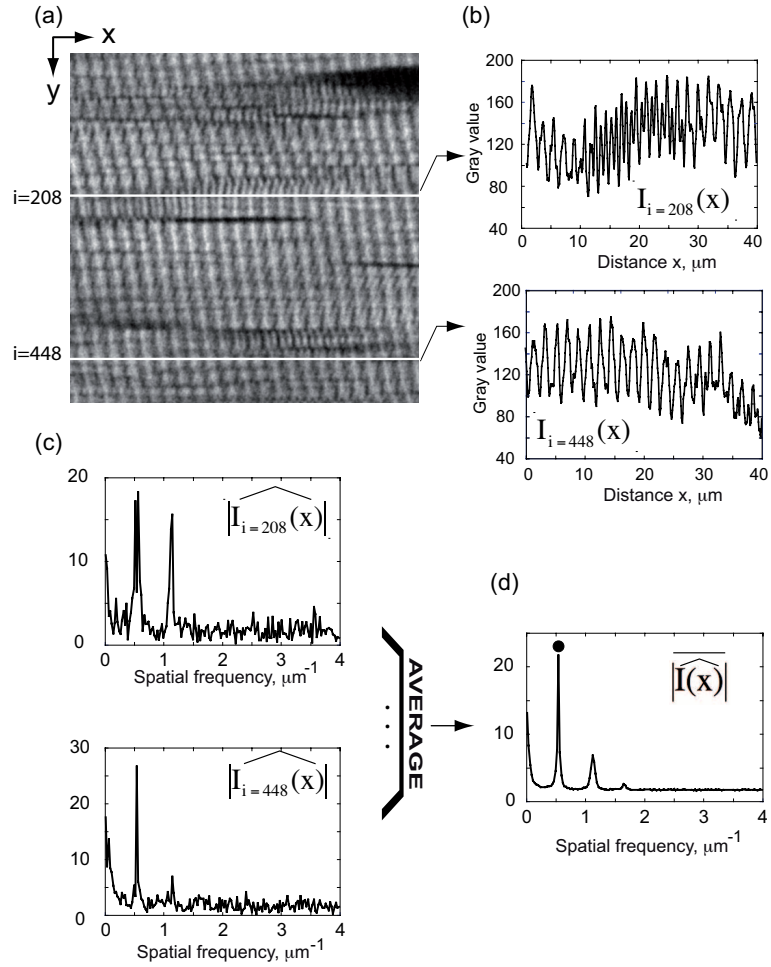 (a)
x
y
i=208
i=448
(b)
200
160
120
80
40
Gray value
I i=208 (x)
0 10 20 30 40
Distance x, μm
200
160
120
80
40
Gray value
I i=448 (x)
0 10 20 30 40
Distance x, μm
(c)
20
10
0
|I i=208 (x)|
0 1 2 3 4
Spatial frequency, μm-1
30
20
10
0
|I i=448 (x)|
0 1 2 3 4
Spatial frequency, μm-1
AVERAGE
(d)
20
10
0
|I(x)|
0 1 2 3 4
Spatial frequency, μm-1